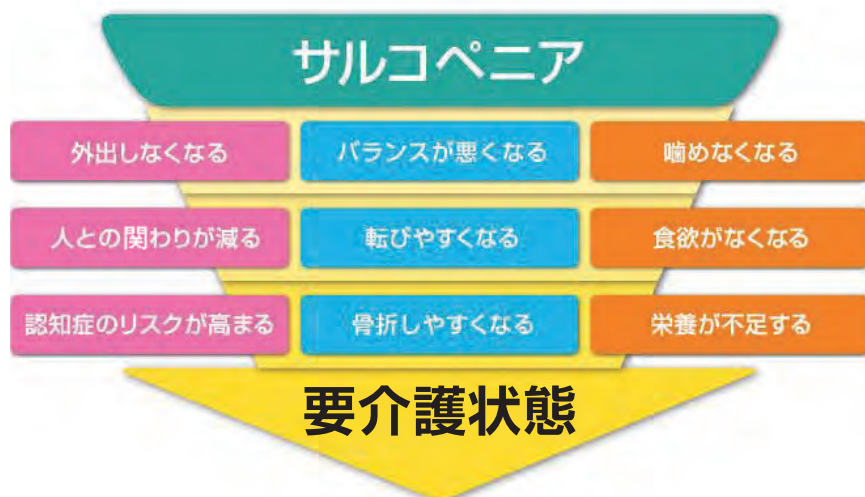 サルコペニア
外出しなくなる
バランスが悪くなる
噛めなくなる
人との関わりが減る
転びやすくなる
食欲がなくなる
認知症のリスクが高まる
骨折しやすくなる
栄養が不足する
要介護状態